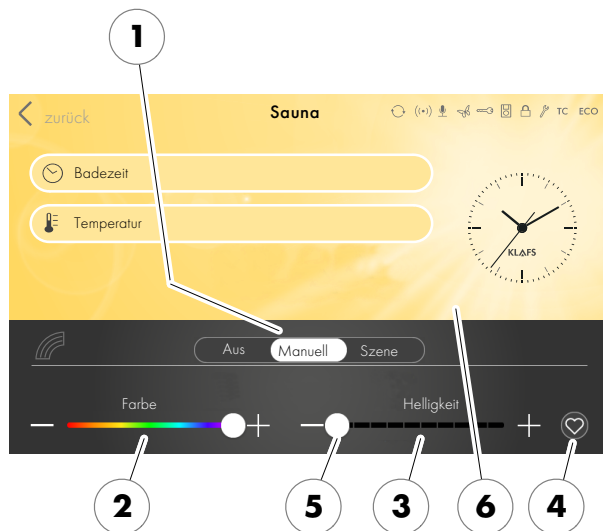 1
zurück
Sauna
TC ECO
Badezeit
Temperatur
KLAFS
Aus Manuell Szene
Farbe Helligkeit
2 5 3 6 4